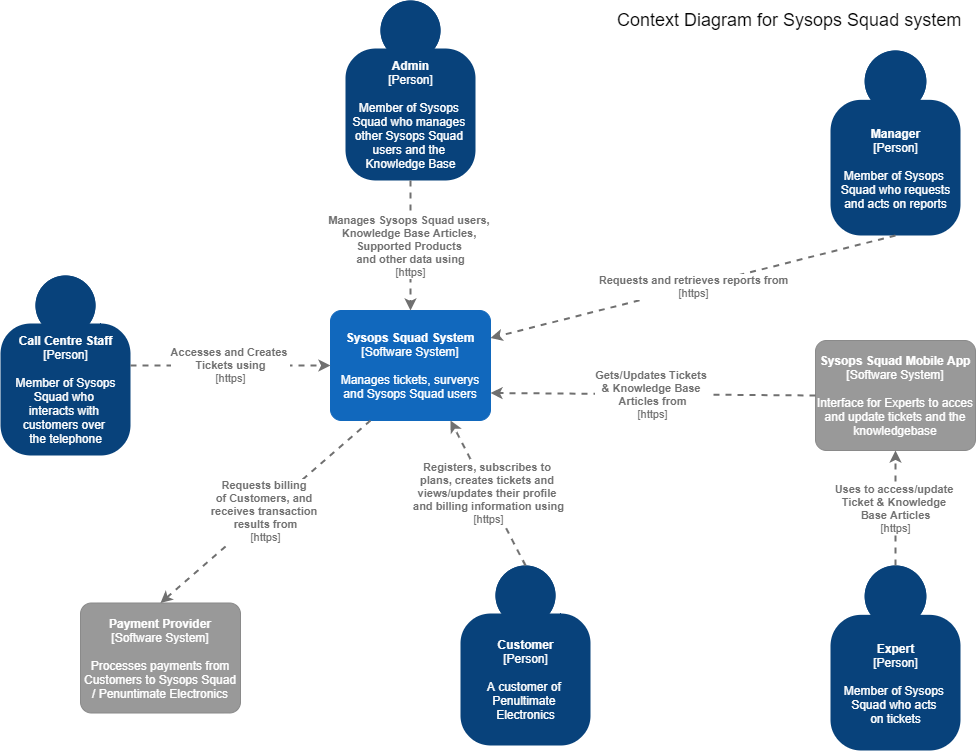 Context Diagram for Sysops Squad system
Admin
[Person]
Member of Sysops
Squad who manages
other Sysops Squad
users and the
Knowledge Base
Manager
[Person]
Member of Sysops
Squad who requests
and acts on reports
Manages Sysops Squad users,
Knowledge Base Articles,
Supported Products
and other data using
[https]
Requests and retrieves reports from
[https]
Call Centre Staff
[Person]
Member of Sysops
Squad who
interacts with
customers over
the telephone
Accesses and Creates
Tickets using
[https]
Sysops Squad System
[Software System]
Manages tickets, surverys
and Sysops Squad users
Gets/Updates Tickets
& Knowledge Base
Articles from
[https]
Sysops Squad Mobile App
[Software System]
Interface for Experts to acces
and update tickets and the
knowledgebase
Requests billing
of Customers, and
receives transaction
results from
[https]
Registers, subscribes to
plans, creates tickets and
views/updates their profile
and billing information using
[https]
Uses to access/update
Ticket & Knowledge
Base Articles
[https]
Payment Provider
[Software System]
Processes payments from
Customers to Sysops Squad
/ Penuntimate Electronics
Customer
[Person]
A customer of
Penultimate
Electronics
Expert
[Person]
Member of Sysops
Squad who acts
on tickets